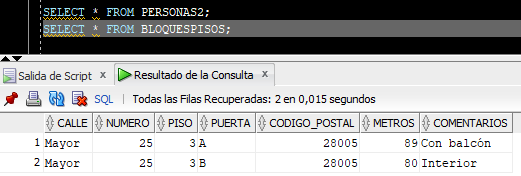 SELECT * FROM PERSONAS2;
SELECT * FROM BLOQUESPISOS;
Salida de Script x Resultado de la Consulta x
SQL | Todas las Filas Recuperadas: 2 en 0,015 segundos
CALLE NUMERO PISO PUERTA CODIGO_POSTAL METROS COMENTARIOS
1 Mayor 25 3 A 28005 89 Con balcón
2 Mayor 25 3 B 28005 80 Interior